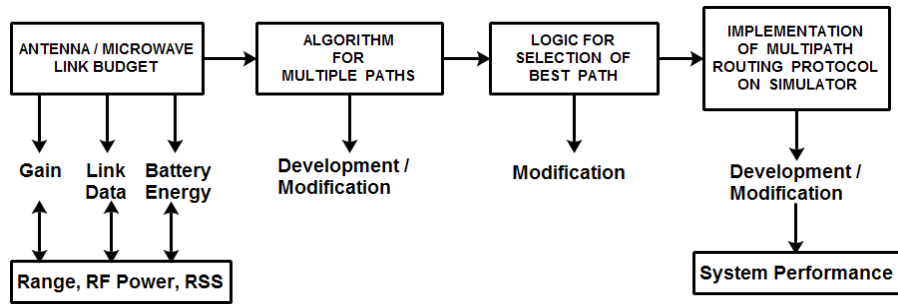 ANTENNA / MICROWAVE
LINK BUDGET
ALGORITHM
FOR
MULTIPLE PATHS
LOGIC FOR
SELECTION OF
BEST PATH
IMPLEMENTATION
OF MULTIPATH
ROUTING PROTOCOL
ON SIMULATOR
Gain
Link
Data
Battery
Energy
Development /
Modification
Modification
Development /
Modification
Range, RF Power, RSS
System Performance